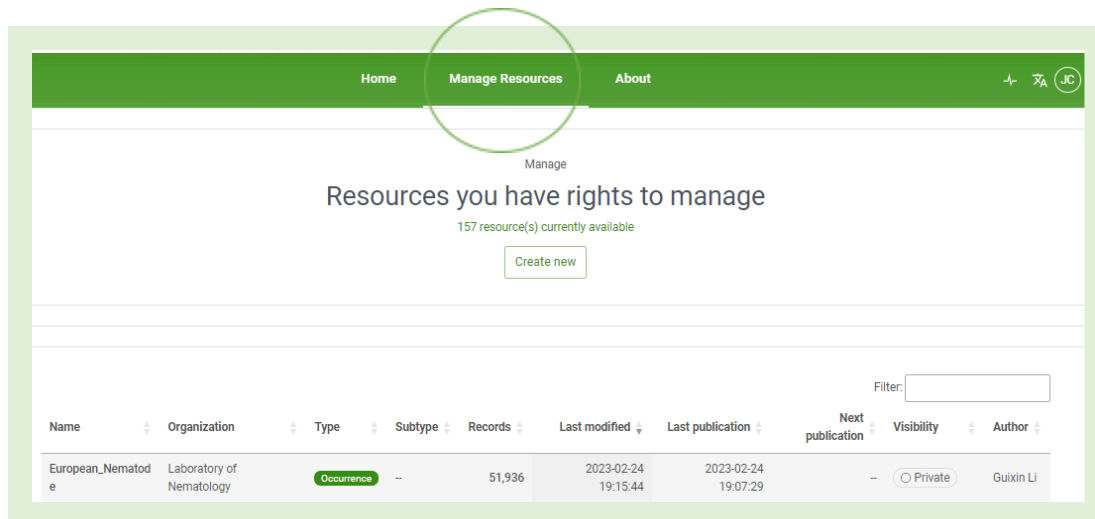 Home Manage Resources About JC
Manage
Resources you have rights to manage
157 resource(s) currently available
Create new
Filter:
Name Organization Type Subtype Records Last modified Last publication Next publication Visibility Author
European_Nematod
e
Laboratory of
Nematology
Occurrence
--
51,936
2023-02-24
19:15:44
2023-02-24
19:07:29
--
Private
Guixin Li